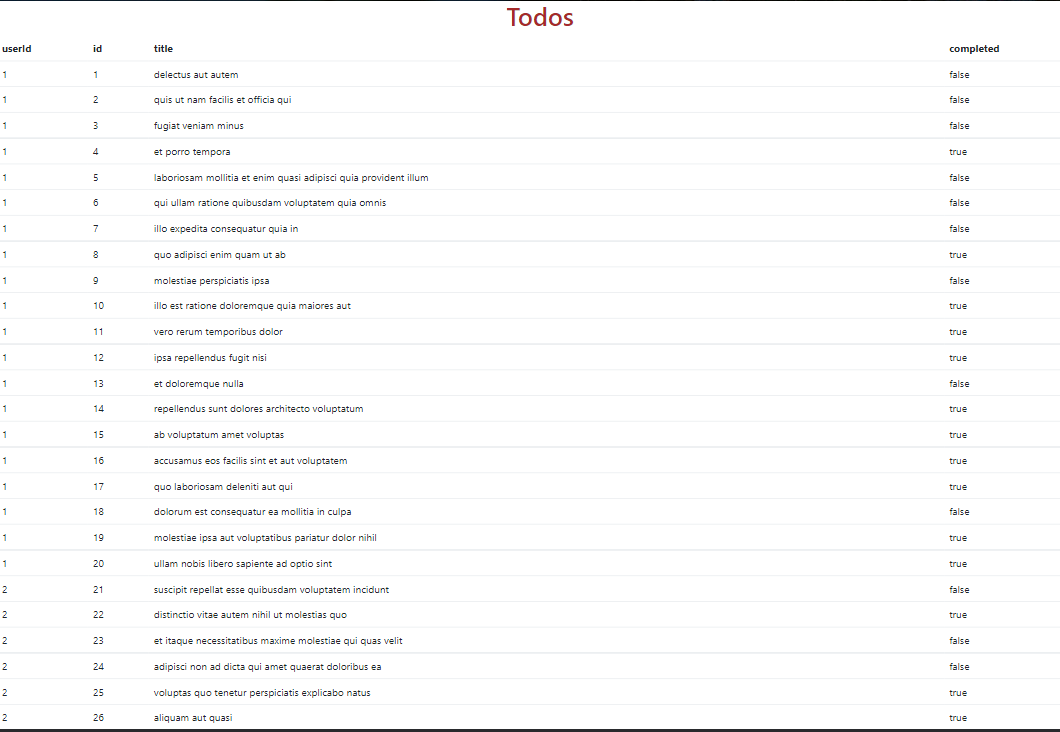 Todos
userId id title completed
1 1 delectus aut autem false
1 2 quis ut nam facilis et officia qui false
1 3 fugiat veniam minus false
1 4 et porro tempora true
1 5 laboriosam mollitia et enim quasi adipisci quia provident illum false
1 6 qui ullam ratione quibusdam voluptatem quia omnis false
1 7 illo expedita consequatur quia in false
1 8 quo adipisci enim quam ut ab true
1 9 molestiae perspiciatis ipsa false
1 10 illo est ratione doloremque quia maiores aut true
1 11 vero rerum temporibus dolor true
1 12 ipsa repellendus fugit nisi true
1 13 et doloremque nulla false
1 14 repellendus sunt dolores architecto voluptatum true
1 15 ab voluptatum amet voluptas true
1 16 accusamus eos facilis sint et aut voluptatem true
1 17 quo laboriosam deleniti aut qui true
1 18 dolorum est consequatur ea mollitia in culpa false
1 19 molestiae ipsa aut voluptatibus pariatur dolor nihil true
1 20 ullam nobis libero sapiente ad optio sint true
2 21 suscipit repellat esse quibusdam voluptatem incidunt false
2 22 distinctio vitae autem nihil ut molestias quo true
2 23 et itaque necessitatibus maxime molestiae qui quas velit false
2 24 adipisci non ad dicta qui amet quaerat doloribus ea false
2 25 voluptas quo tenetur perspiciatis explicabo natus true
2 26 aliquam aut quasi true